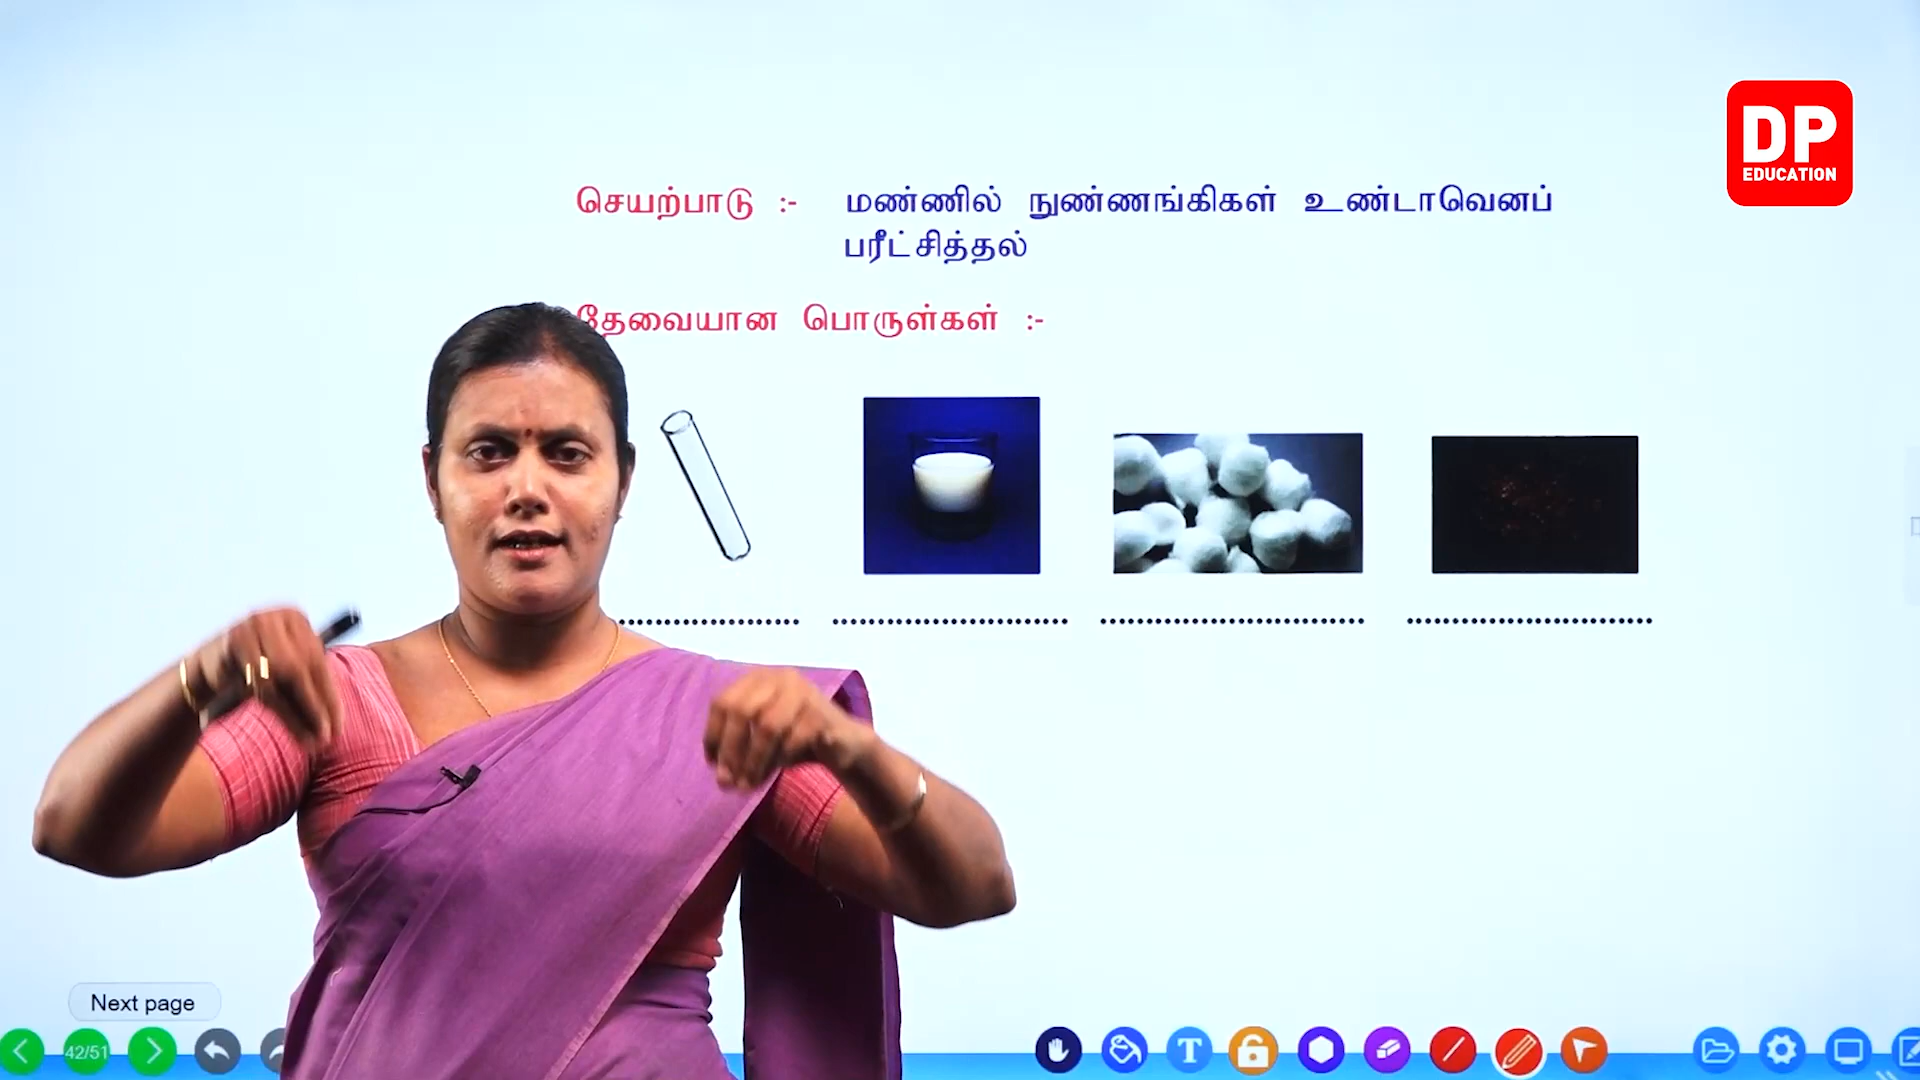 DP
EDUCATION
செயற்பாடு :- மண்ணில் நுண்ணங்கிகள் உண்டாவெனப்
பரீட்சித்தல்
தேவையான பொருள்கள் :-
Next page
42/51
T